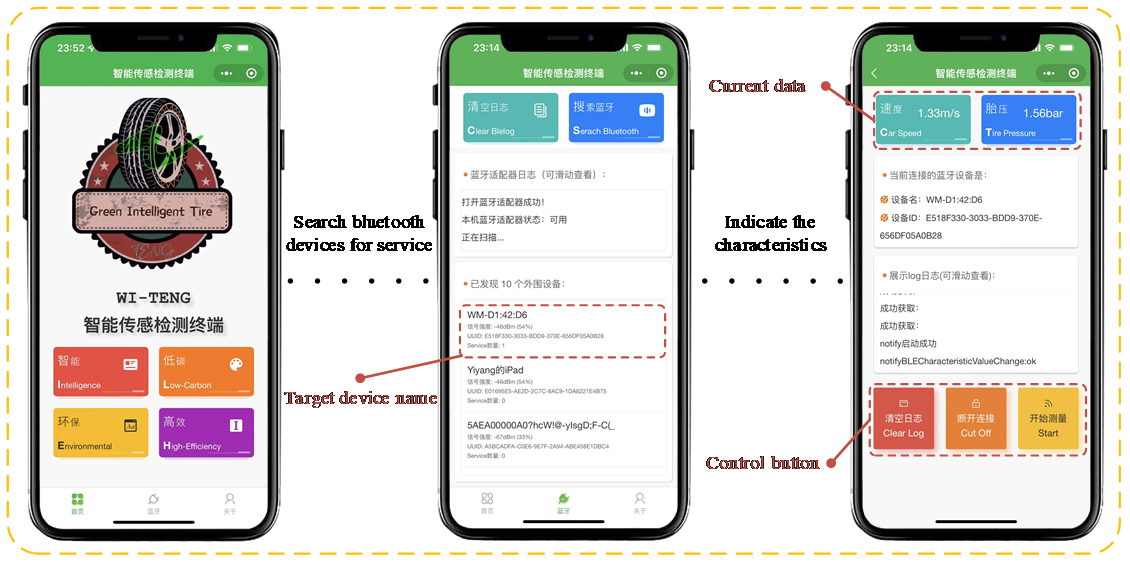 23:52
智能传感检测终端
Green Intelligent Tire
TENG
WI-TENG
智能传感检测终端
智能
Intelligence
低碳
Low-Carbon
环保
Environmental
高效
High-Efficiency
首页
蓝牙
关于
Search bluetooth
devices for service
23:14
智能传感检测终端
清空日志
Clear Blelog
搜索蓝牙
Serach Bluetooth
蓝牙适配器日志（可滑动查看）：
打开蓝牙适配器成功！
本机蓝牙适配器状态：可用
正在扫描...
已发现 10 个外围设备：
WM-D1:42:D6
信号强度: -46dBm (54%)
UUID: E518F330-3033-BDD9-370E-656DF05A0B28
Service数量: 1
Yiyang的iPad
信号强度: -46dBm (54%)
UUID: E01695E5-AE2D-2C7C-8AC9-1DA6221E4B75
Service数量: 0
5AEA00000A0?hcW!@-ylsgD;F-C(_
信号强度: -67dBm (33%)
UUID: A5BCADFA-C0E6-9E7F-2A94-ABE458E1DBC4
Service数量: 0
首页
蓝牙
关于
Target device name
Indicate the
characteristics
Current data
23:14
智能传感检测终端
速度
1.33m/s
Car Speed
胎压
1.56bar
Tire Pressure
当前连接的蓝牙设备是：
设备名：WM-D1:42:D6
设备ID：E518F330-3033-BDD9-370E-
656DF05A0B28
展示log日志(可滑动查看)：
成功获取：
成功获取：
notify启动成功
notifyBLECharacteristicValueChange:ok
清空日志
Clear Log
断开连接
Cut Off
开始测量
Start
Control button